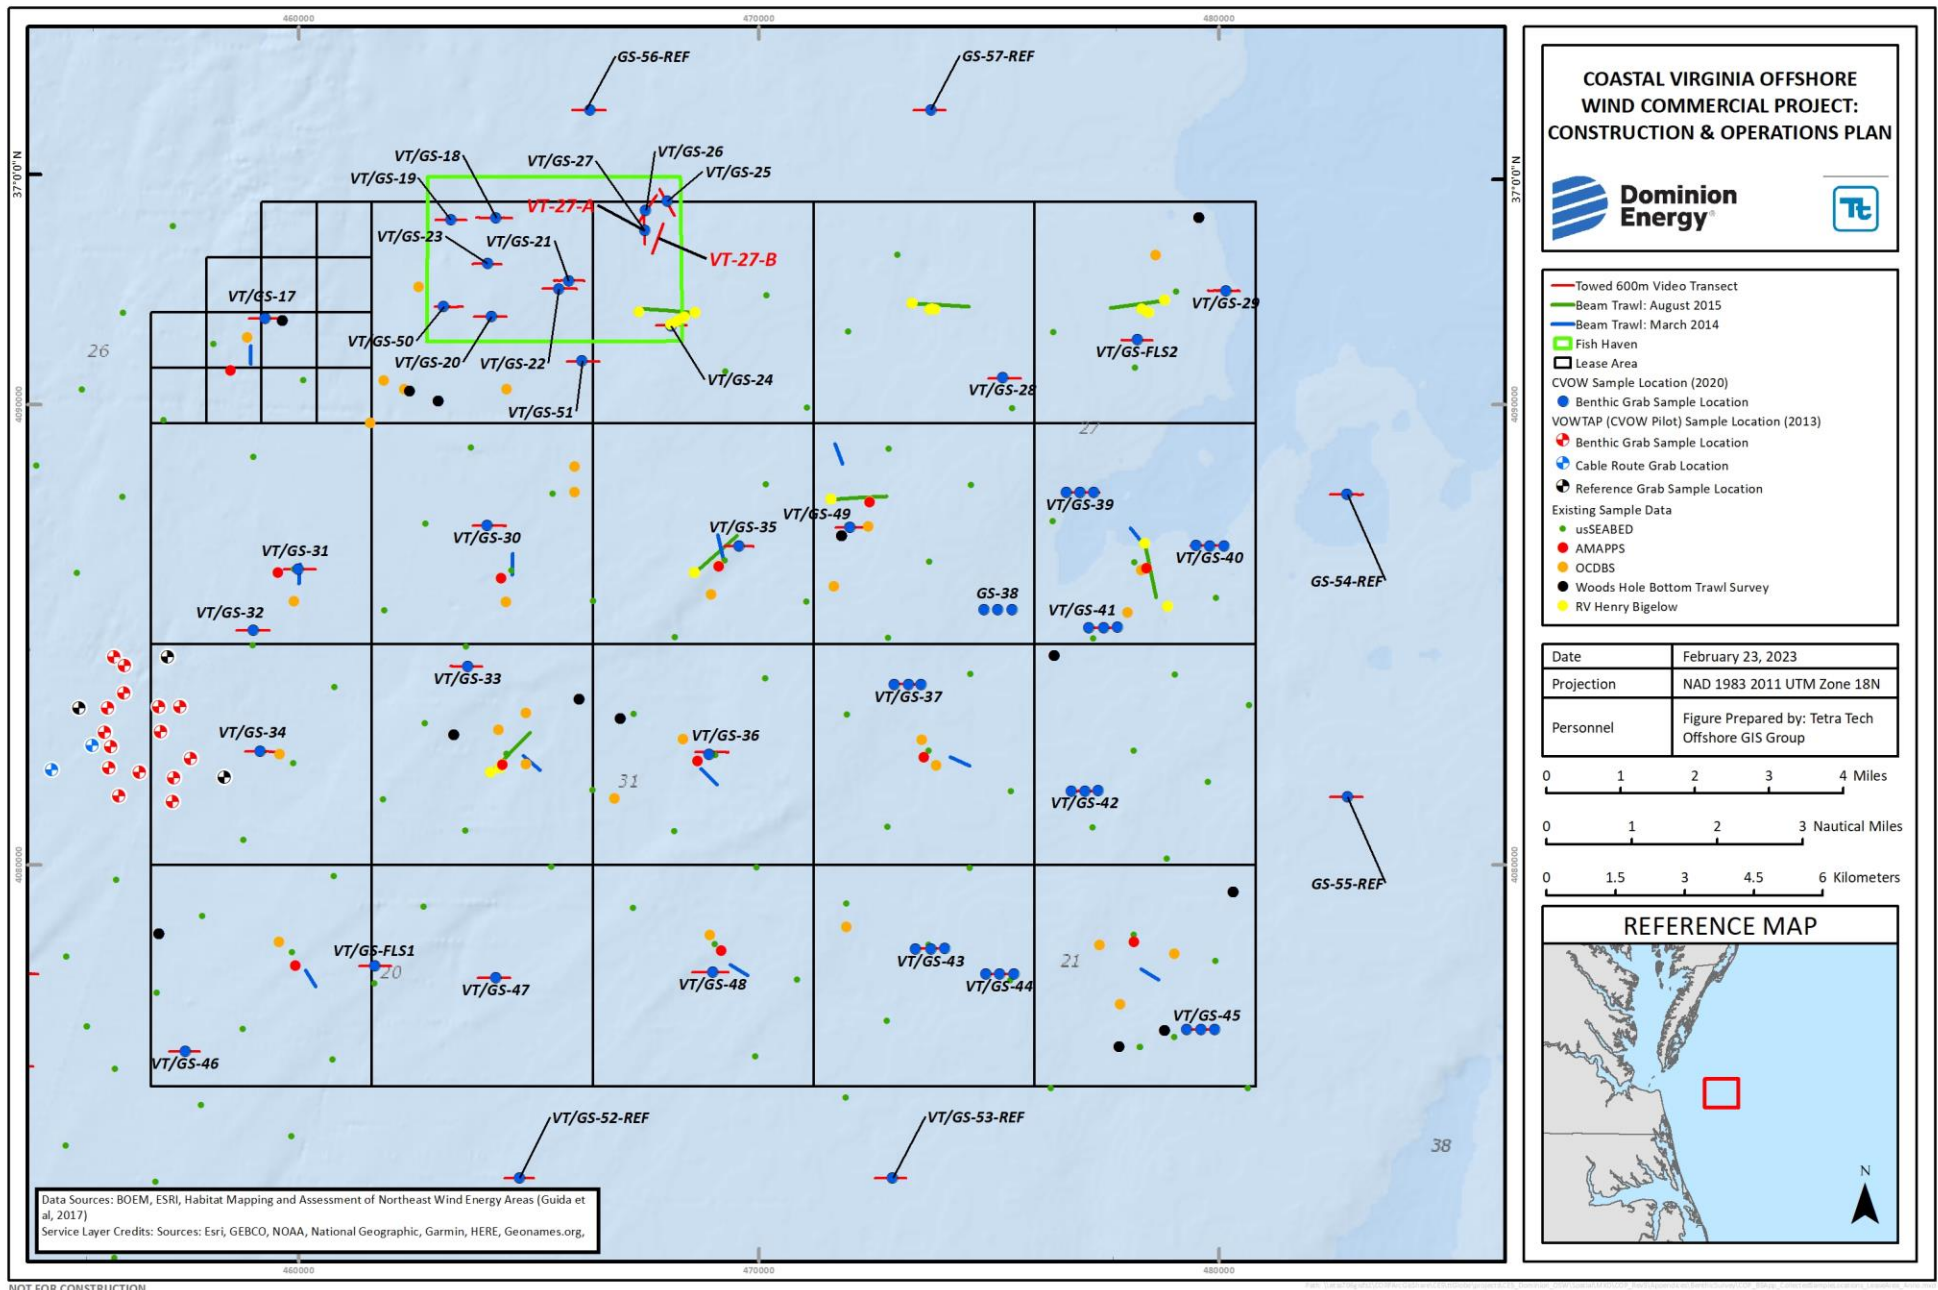 460000
470000
480000
GS-56-REF
GS-57-REF
37°0'0"N
37°0'0"N
VT/GS-18
VT/GS-27
VT/GS-26
VT/GS-19
VT/GS-25
VT-27-A
VT/GS-23
VT/GS-21
VT-27-B
VT/GS-17
VT/GS-29
VT/GS-50
26
VT/GS-20
VT/GS-22
VT/GS-FLS2
VT/GS-24
VT/GS-28
VT/GS-51
4090000
4090000
27
VT/GS-39
VT/GS-49
VT/GS-35
VT/GS-30
VT/GS-31
VT/GS-40
GS-54-REF
GS-38
VT/GS-32
VT/GS-41
VT/GS-33
VT/GS-37
VT/GS-34
VT/GS-36
31
VT/GS-42
4080000
4080000
GS-55-REF
VT/GS-FLS1
20
VT/GS-47
VT/GS-48
VT/GS-43
21
VT/GS-44
VT/GS-45
VT/GS-46
VT/GS-52-REF
VT/GS-53-REF
38
Data Sources: BOEM, ESRI, Habitat Mapping and Assessment of Northeast Wind Energy Areas (Guida et
al, 2017)
Service Layer Credits: Sources: Esri, GEBCO, NOAA, National Geographic, Garmin, HERE, Geonames.org,
460000
470000
480000
NOT FOR CONSTRUCTION
COASTAL VIRGINIA OFFSHORE
WIND COMMERCIAL PROJECT:
CONSTRUCTION & OPERATIONS PLAN
Dominion
Energy®
Tt
Towed 600m Video Transect
Beam Trawl: August 2015
Beam Trawl: March 2014
Fish Haven
Lease Area
CVOW Sample Location (2020)
Benthic Grab Sample Location
VOWTAP (CVOW Pilot) Sample Location (2013)
Benthic Grab Sample Location
Cable Route Grab Location
Reference Grab Sample Location
Existing Sample Data
usSEABED
AMAPPS
OCDBS
Woods Hole Bottom Trawl Survey
RV Henry Bigelow
Date February 23, 2023
Projection NAD 1983 2011 UTM Zone 18N
Personnel Figure Prepared by: Tetra Tech
Offshore GIS Group
0 1 2 3 4 Miles
0 1 2 3 Nautical Miles
0 1.5 3 4.5 6 Kilometers
REFERENCE MAP
N